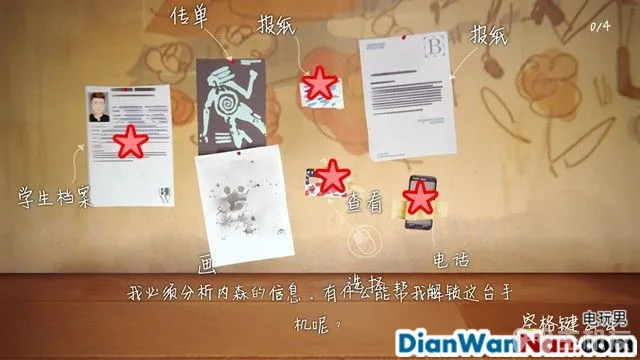 传单
报纸
报纸
0/4
B
学生档案
查看
画
电话
选择
我必须分析内森的信息，有什么能帮我解锁这台手
机呢？
空格键
电玩男
DianWanNan.com